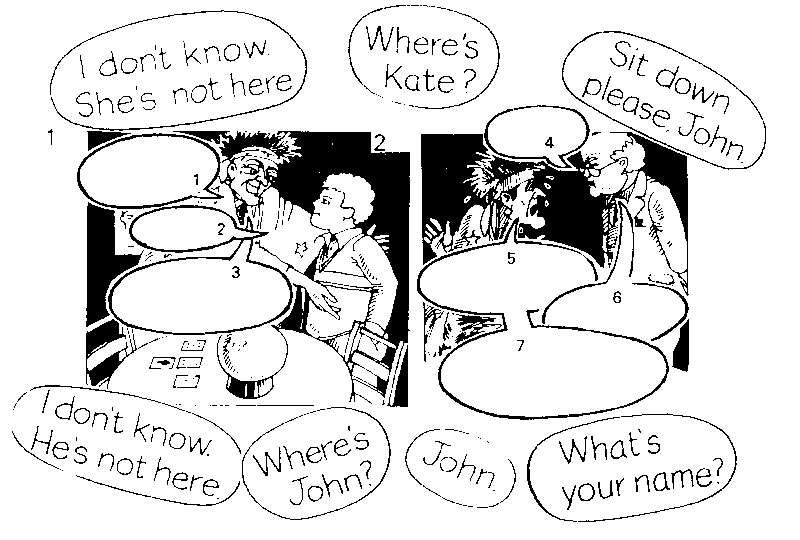 I don't know.
She's not here
Where's
Kate?
Sit down
please, John.
1
2
1
2
3
4
5
6
7
I don't know.
He's not here.
Where's
John?
John.
What's
your name?